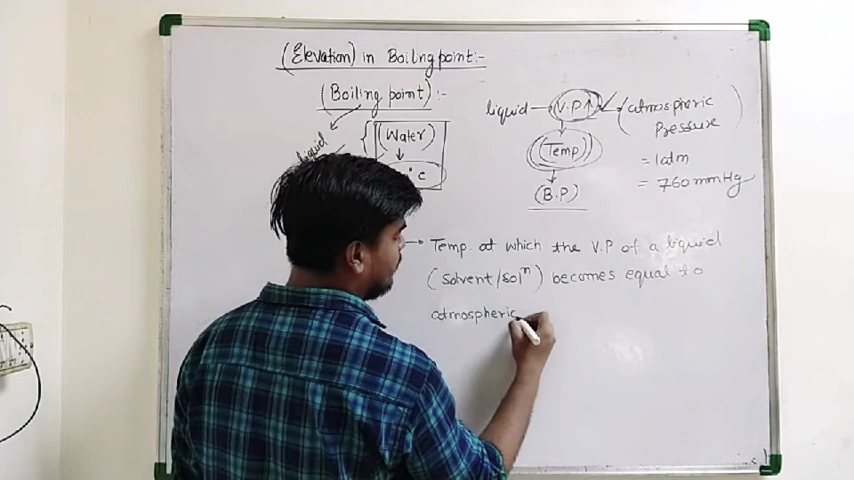 (Elevation) in Boiling point:-
(Boiling point):-
liquid
(Water)
°c
liquid → V.P↑ (atmospheric
Pressure)
(Temp)
= 1atm
= 760 mmHg
(B.P)
→ Temp. at which the V.P of a liquid
(Solvent/solⁿ) becomes equal to
atmospheric